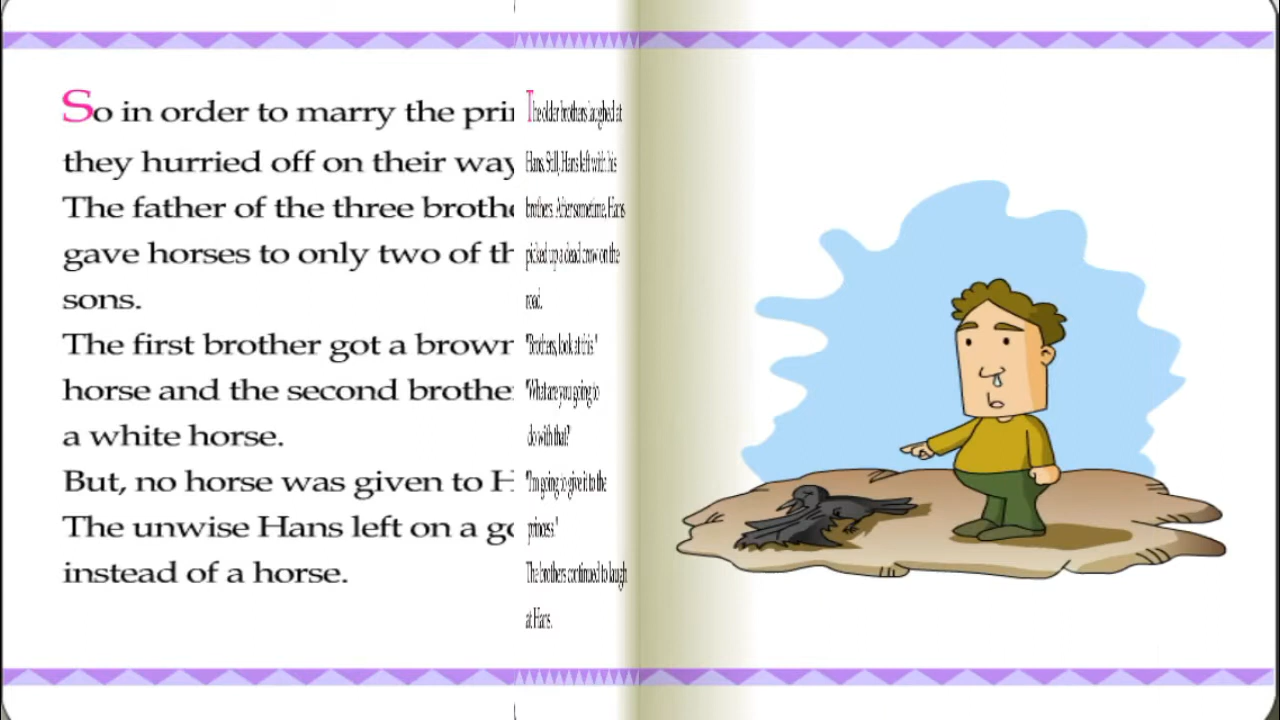 So in order to marry the prin
they hurried off on their way
The father of the three brothe
gave horses to only two of th
sons.
The first brother got a brown
horse and the second brother
a white horse.
But, no horse was given to H
The unwise Hans left on a go
instead of a horse.
The older brothers laughed at
Hans. Still, Hans left with his
brothers. After sometime, Hans
picked up a dead crow on the
road.
"Brothers, look at this."
"What are you going to
do with that?
"I'm going to give it to the
princess."
The brothers continued to laugh
at Hans.